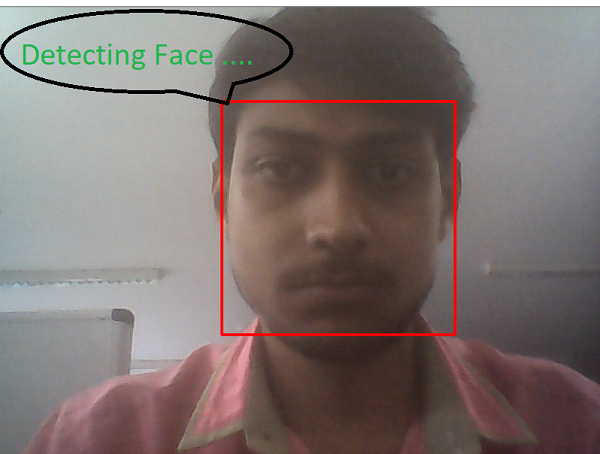 Detecting Face ....